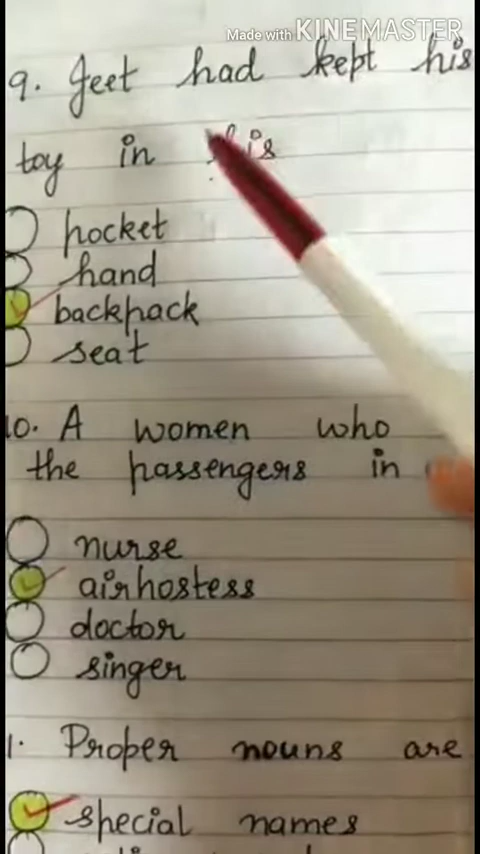 Made with KINEMASTER
9. Jeet had kept his
toy in his
pocket
hand
backpack
seat
10. A women who
the passengers in
nurse
airhostess
doctor
singer
1. Proper nouns are
special names